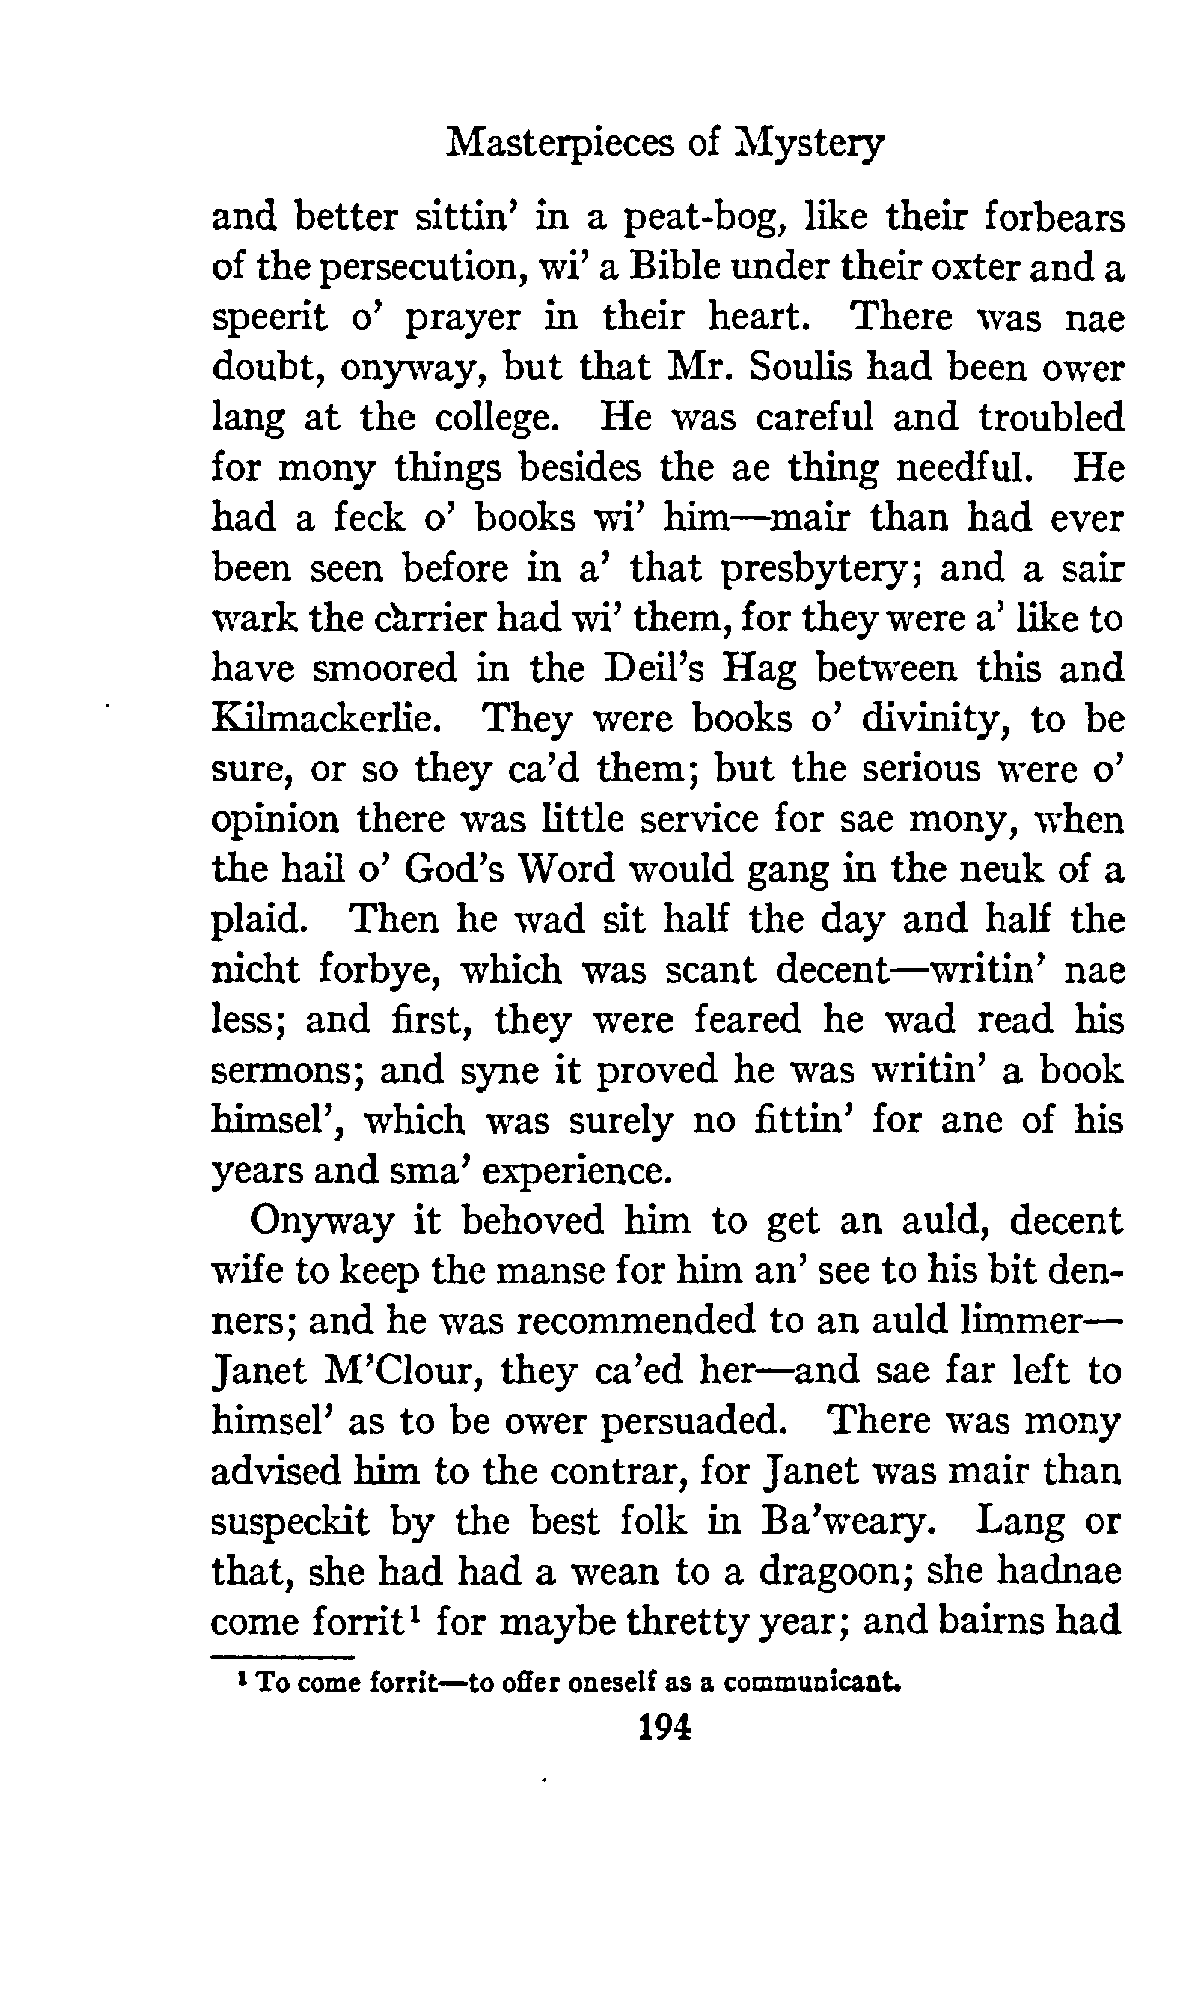 Masterpieces of Mystery
and better sittin' in a peat-bog, like their forbears
of the persecution, wi' a Bible under their oxter and a
speerit o' prayer in their heart. There was nae
doubt, onyway, but that Mr. Soulis had been ower
lang at the college. He was careful and troubled
for mony things besides the ae thing needful. He
had a feck o' books wi' him—mair than had ever
been seen before in a' that presbytery; and a sair
wark the carrier had wi' them, for they were a' like to
have smoored in the Deil's Hag between this and
Kilmackerlie. They were books o' divinity, to be
sure, or so they ca'd them; but the serious were o'
opinion there was little service for sae mony, when
the hail o' God's Word would gang in the neuk of a
plaid. Then he wad sit half the day and half the
nicht forbye, which was scant decent—writin' nae
less; and first, they were feared he wad read his
sermons; and syne it proved he was writin' a book
himsel', which was surely no fittin' for ane of his
years and sma' experience.
Onyway it behoved him to get an auld, decent
wife to keep the manse for him an' see to his bit den-
ners; and he was recommended to an auld limmer—
Janet M'Clour, they ca'ed her—and sae far left to
himsel' as to be ower persuaded. There was mony
advised him to the contrar, for Janet was mair than
suspeckit by the best folk in Ba'weary. Lang or
that, she had had a wean to a dragoon; she hadnae
come forrit¹ for maybe thretty year; and bairns had
¹ To come forrit—to offer oneself as a communicant.
194